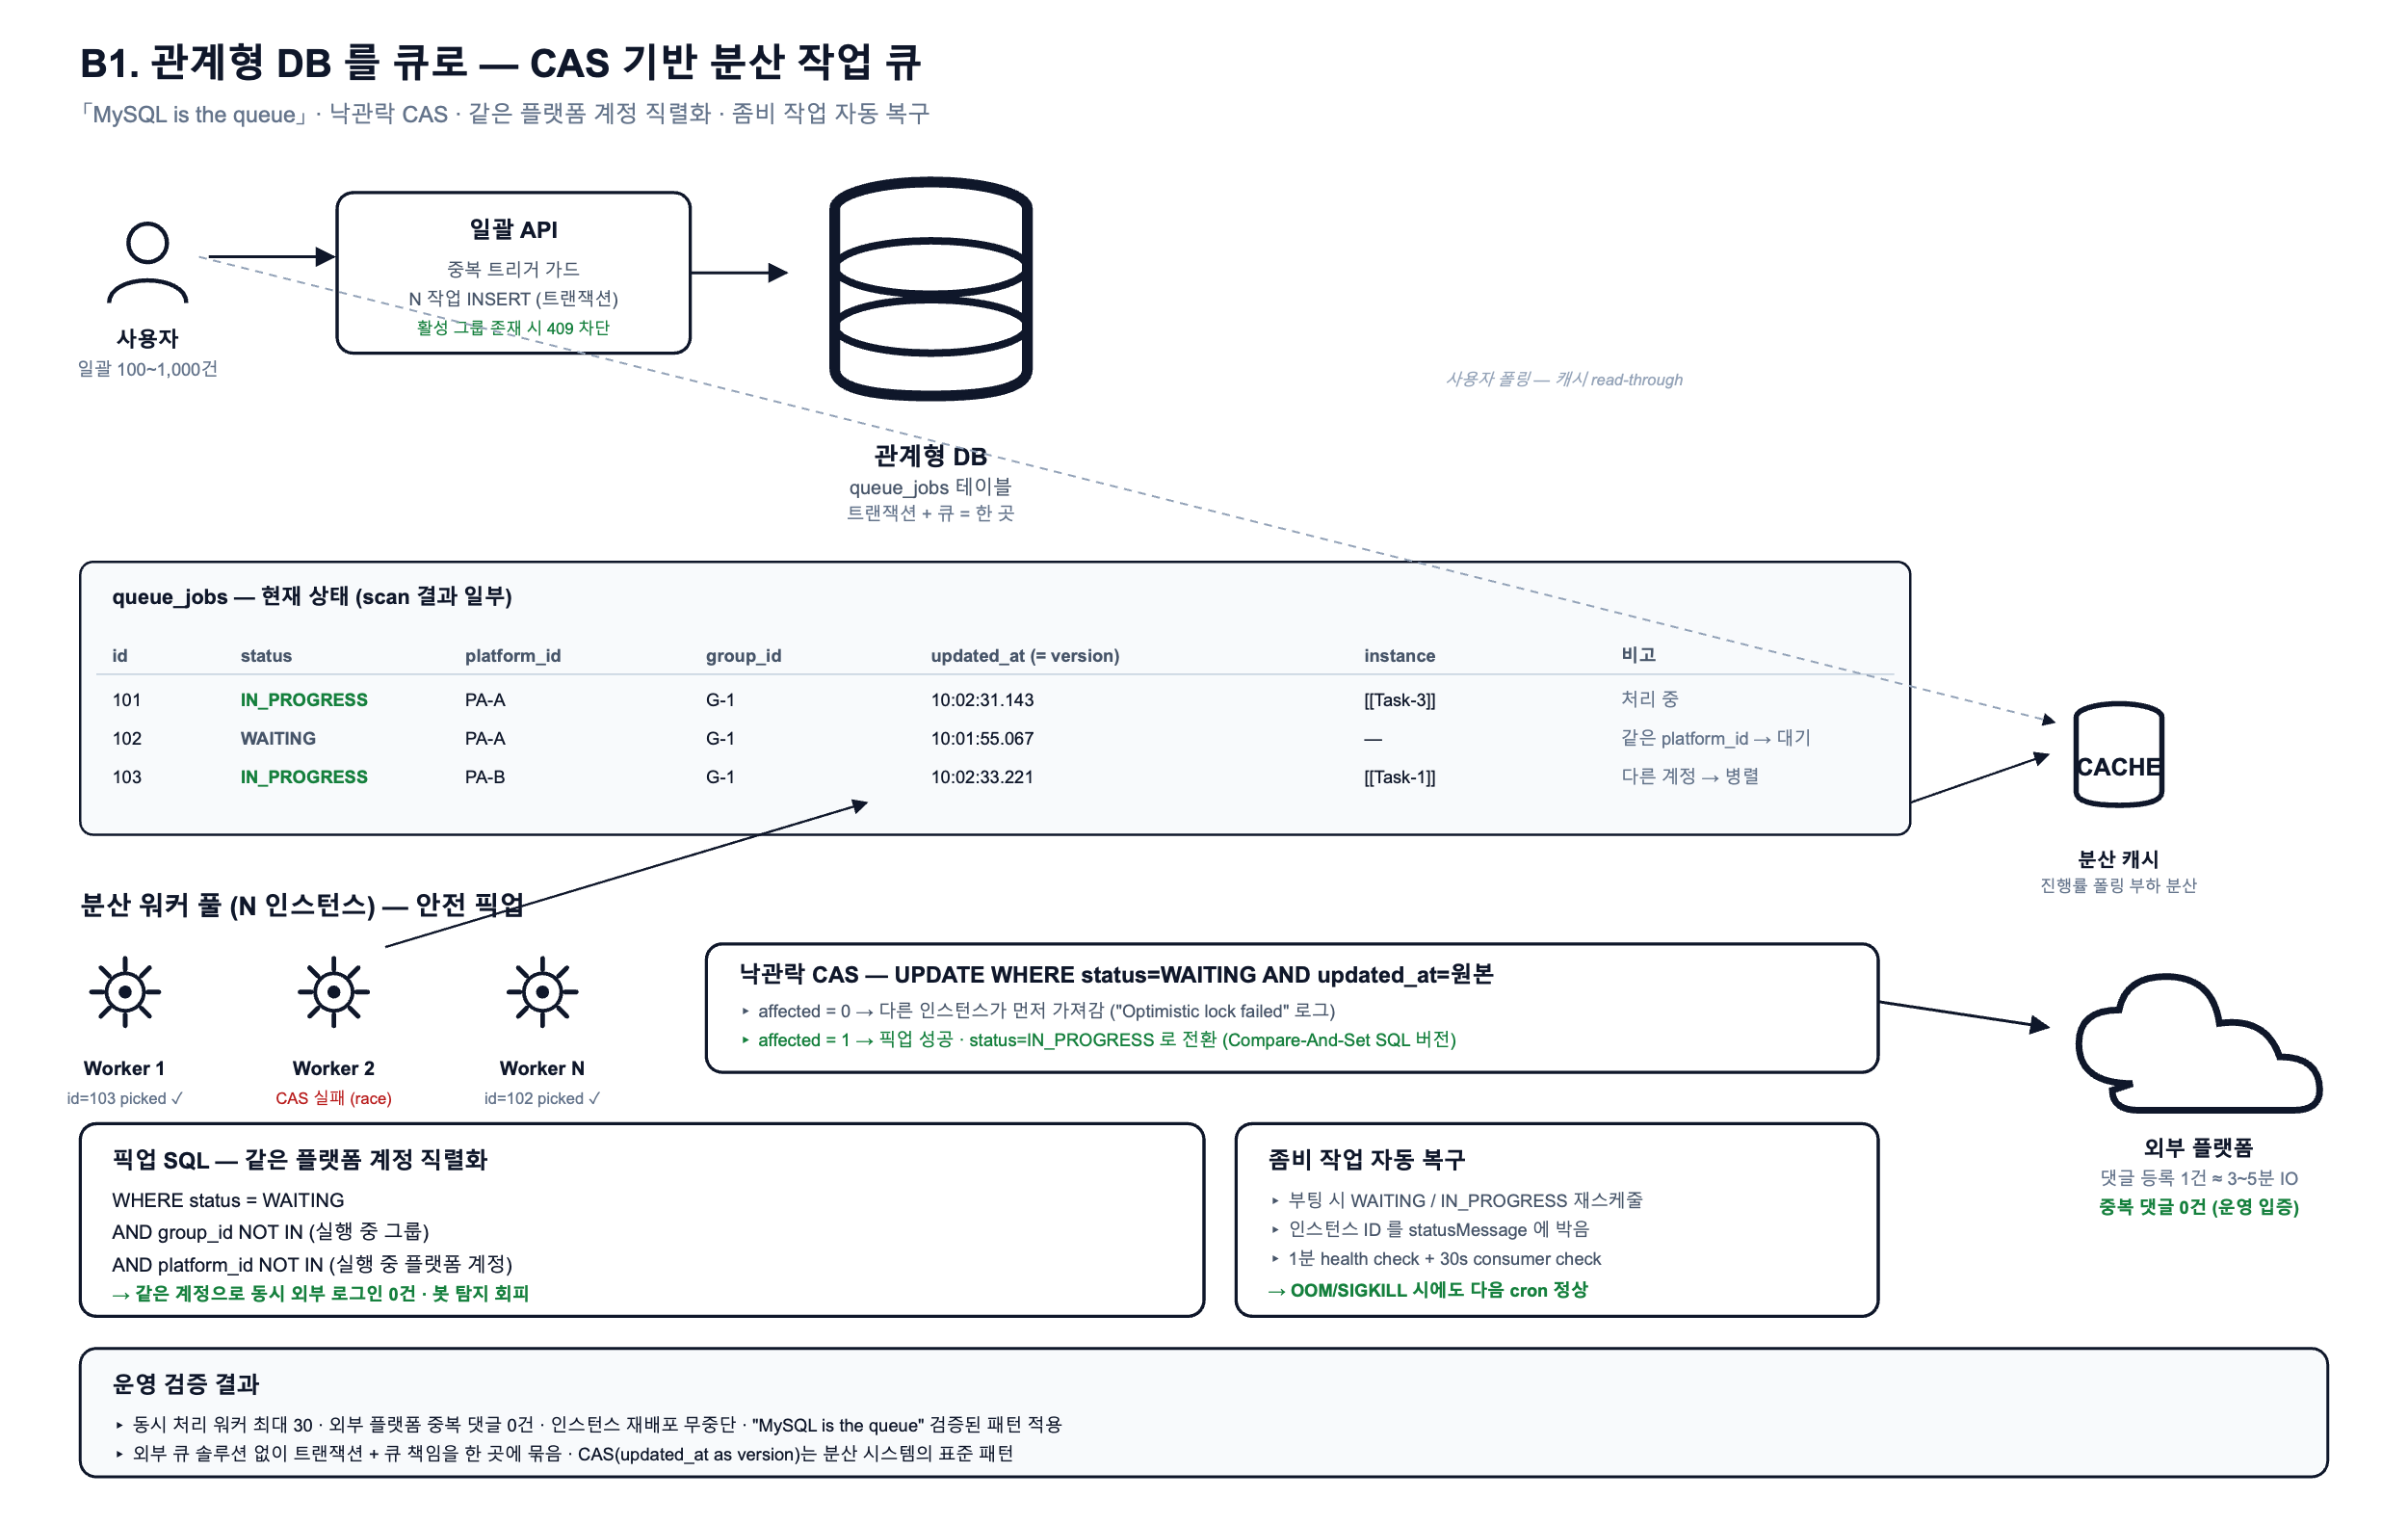 B1. 관계형 DB 를 큐로 — CAS 기반 분산 작업 큐
「MySQL is the queue」 · 낙관락 CAS · 같은 플랫폼 계정 직렬화 · 좀비 작업 자동 복구
사용자
일괄 100~1,000건
일괄 API
중복 트리거 가드
N 작업 INSERT (트랜잭션)
활성 그룹 존재 시 409 차단
관계형 DB
queue_jobs 테이블
트랜잭션 + 큐 = 한 곳
사용자 폴링 — 캐시 read-through
queue_jobs — 현재 상태 (scan 결과 일부)
id status platform_id group_id updated_at (= version) instance 비고
101 IN_PROGRESS PA-A G-1 10:02:31.143 [[Task-3]] 처리 중
102 WAITING PA-A G-1 10:01:55.067 — 같은 platform_id → 대기
103 IN_PROGRESS PA-B G-1 10:02:33.221 [[Task-1]] 다른 계정 → 병렬
CACHE
분산 캐시
진행률 폴링 부하 분산
분산 워커 풀 (N 인스턴스) — 안전 픽업
Worker 1
id=103 picked ✓
Worker 2
CAS 실패 (race)
Worker N
id=102 picked ✓
낙관락 CAS — UPDATE WHERE status=WAITING AND updated_at=원본
▸ affected = 0 → 다른 인스턴스가 먼저 가져감 ("Optimistic lock failed" 로그)
▸ affected = 1 → 픽업 성공 · status=IN_PROGRESS 로 전환 (Compare-And-Set SQL 버전)
외부 플랫폼
댓글 등록 1건 ≈ 3~5분 IO
중복 댓글 0건 (운영 입증)
픽업 SQL — 같은 플랫폼 계정 직렬화
WHERE status = WAITING
AND group_id NOT IN (실행 중 그룹)
AND platform_id NOT IN (실행 중 플랫폼 계정)
→ 같은 계정으로 동시 외부 로그인 0건 · 봇 탐지 회피
좀비 작업 자동 복구
▸ 부팅 시 WAITING / IN_PROGRESS 재스케줄
▸ 인스턴스 ID 를 statusMessage 에 박음
▸ 1분 health check + 30s consumer check
→ OOM/SIGKILL 시에도 다음 cron 정상
운영 검증 결과
▸ 동시 처리 워커 최대 30 · 외부 플랫폼 중복 댓글 0건 · 인스턴스 재배포 무중단 · "MySQL is the queue" 검증된 패턴 적용
▸ 외부 큐 솔루션 없이 트랜잭션 + 큐 책임을 한 곳에 묶음 · CAS(updated_at as version)는 분산 시스템의 표준 패턴